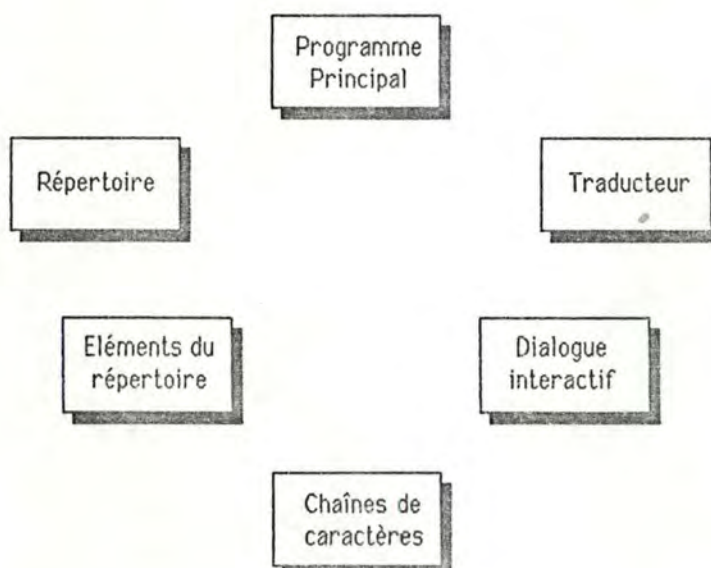 Programme
Principal
Répertoire
Traducteur
Eléments du
répertoire
Dialogue
interactif
Chaînes de
caractères